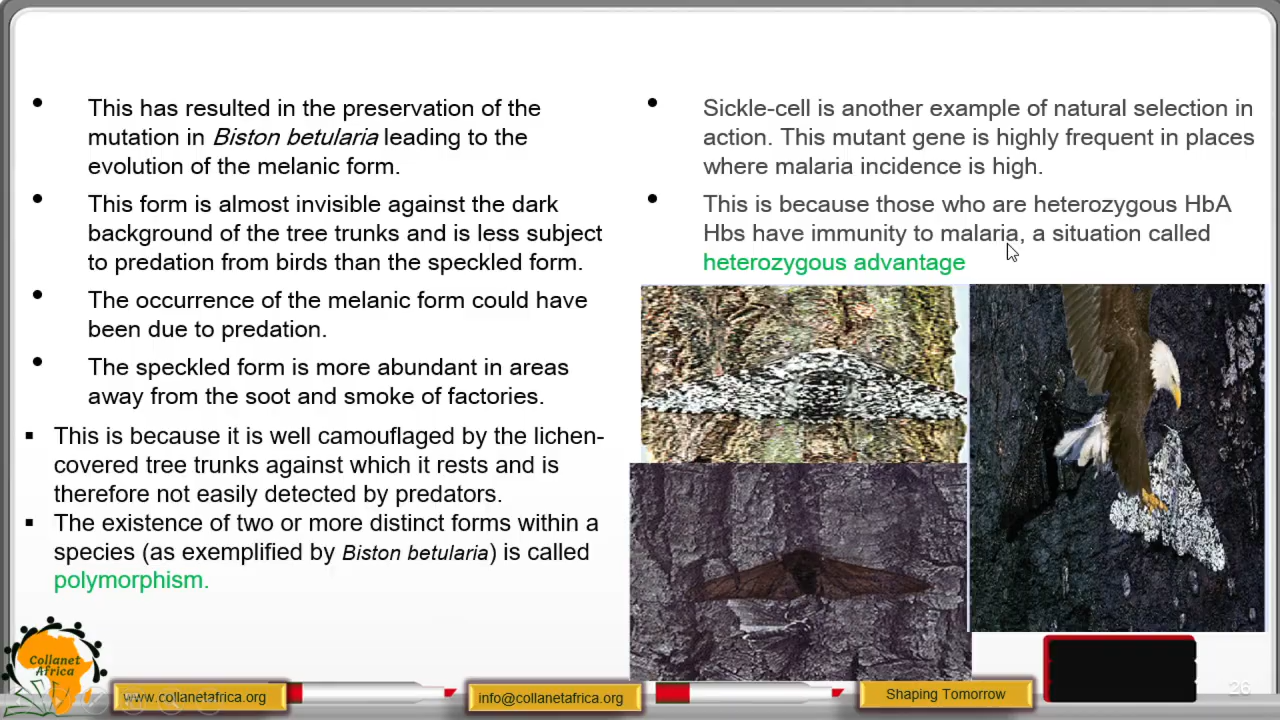 • This has resulted in the preservation of the
mutation in Biston betularia leading to the
evolution of the melanic form.
• This form is almost invisible against the dark
background of the tree trunks and is less subject
to predation from birds than the speckled form.
• The occurrence of the melanic form could have
been due to predation.
• The speckled form is more abundant in areas
away from the soot and smoke of factories.
▪ This is because it is well camouflaged by the lichen-
covered tree trunks against which it rests and is
therefore not easily detected by predators.
▪ The existence of two or more distinct forms within a
species (as exemplified by Biston betularia) is called
polymorphism.
• Sickle-cell is another example of natural selection in
action. This mutant gene is highly frequent in places
where malaria incidence is high.
• This is because those who are heterozygous HbA
Hbs have immunity to malaria, a situation called
heterozygous advantage
Collanet
Africa
www.collanetafrica.org
info@collanetafrica.org
Shaping Tomorrow
26